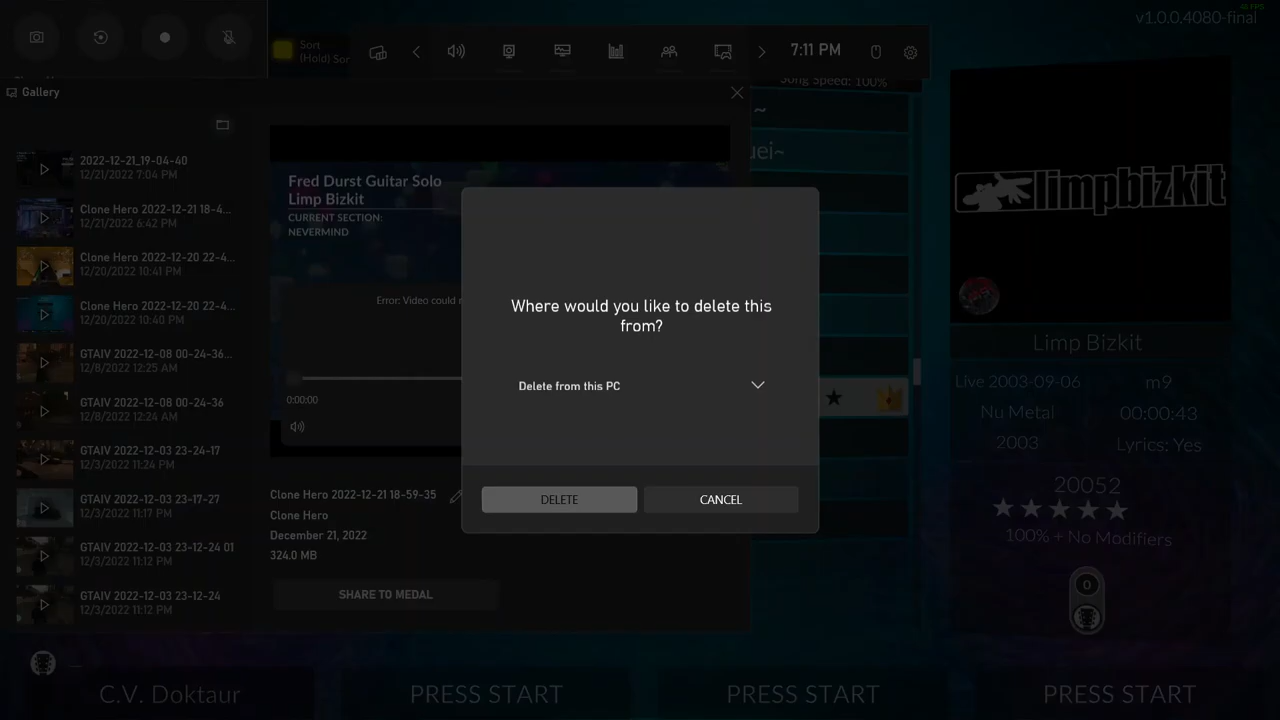 46 FPS
v1.0.0.4080-final
Sort
(Hold) Sor
7:11 PM
Song Speed: 100%
Gallery
2022-12-21_19-04-40
12/21/2022 7:04 PM
Clone Hero 2022-12-21 18-4...
12/21/2022 6:42 PM
Clone Hero 2022-12-20 22-4...
12/20/2022 10:41 PM
Clone Hero 2022-12-20 22-4...
12/20/2022 10:40 PM
GTAIV 2022-12-08 00-24-36...
12/8/2022 12:25 AM
GTAIV 2022-12-08 00-24-36
12/8/2022 12:24 AM
GTAIV 2022-12-03 23-24-17
12/3/2022 11:24 PM
GTAIV 2022-12-03 23-17-27
12/3/2022 11:17 PM
GTAIV 2022-12-03 23-12-24 01
12/3/2022 11:12 PM
GTAIV 2022-12-03 23-12-24
12/3/2022 11:12 PM
Fred Durst Guitar Solo
Limp Bizkit
CURRENT SECTION:
NEVERMIND
Error: Video could
0:00:00
Clone Hero 2022-12-21 18-59-35
Clone Hero
December 21, 2022
324.0 MB
SHARE TO MEDAL
Where would you like to delete this
from?
Delete from this PC
DELETE
CANCEL
~
uei~
limpbizkit
Limp Bizkit
Live 2003-09-06
m9
Nu Metal
00:00:43
2003
Lyrics: Yes
20052
100% + No Modifiers
0
C.V. Doktaur
PRESS START
PRESS START
PRESS START